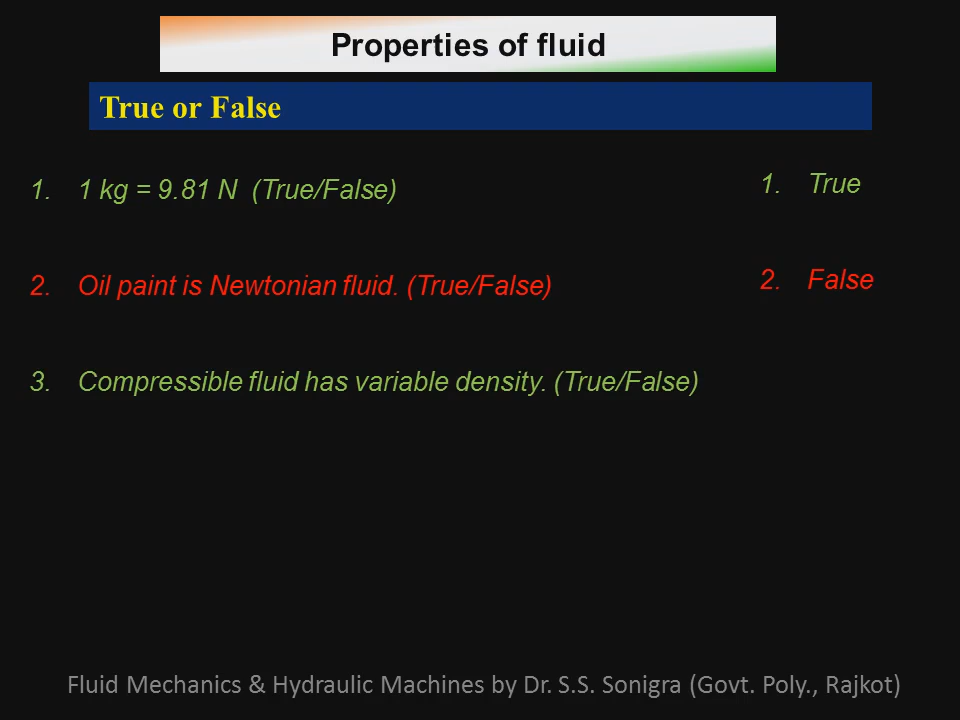 Properties of fluid
True or False
1. 1 kg = 9.81 N (True/False)
1. True
2. Oil paint is Newtonian fluid. (True/False)
2. False
3. Compressible fluid has variable density. (True/False)
Fluid Mechanics & Hydraulic Machines by Dr. S.S. Sonigra (Govt. Poly., Rajkot)